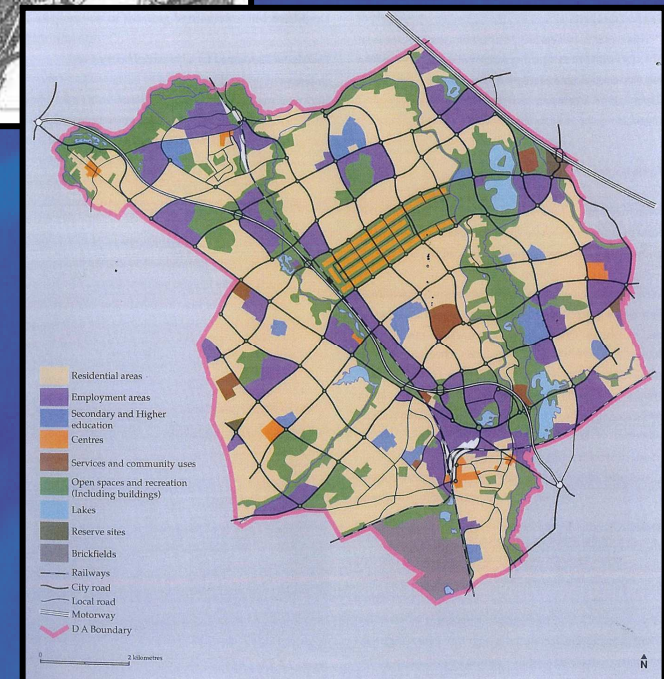 Residential areas
Employment areas
Secondary and Higher
education
Centres
Services and community uses
Open spaces and recreation
(Including buildings)
Lakes
Reserve sites
Brickfields
Railways
City road
Local road
Motorway
D A Boundary
0
2 kilometres
N